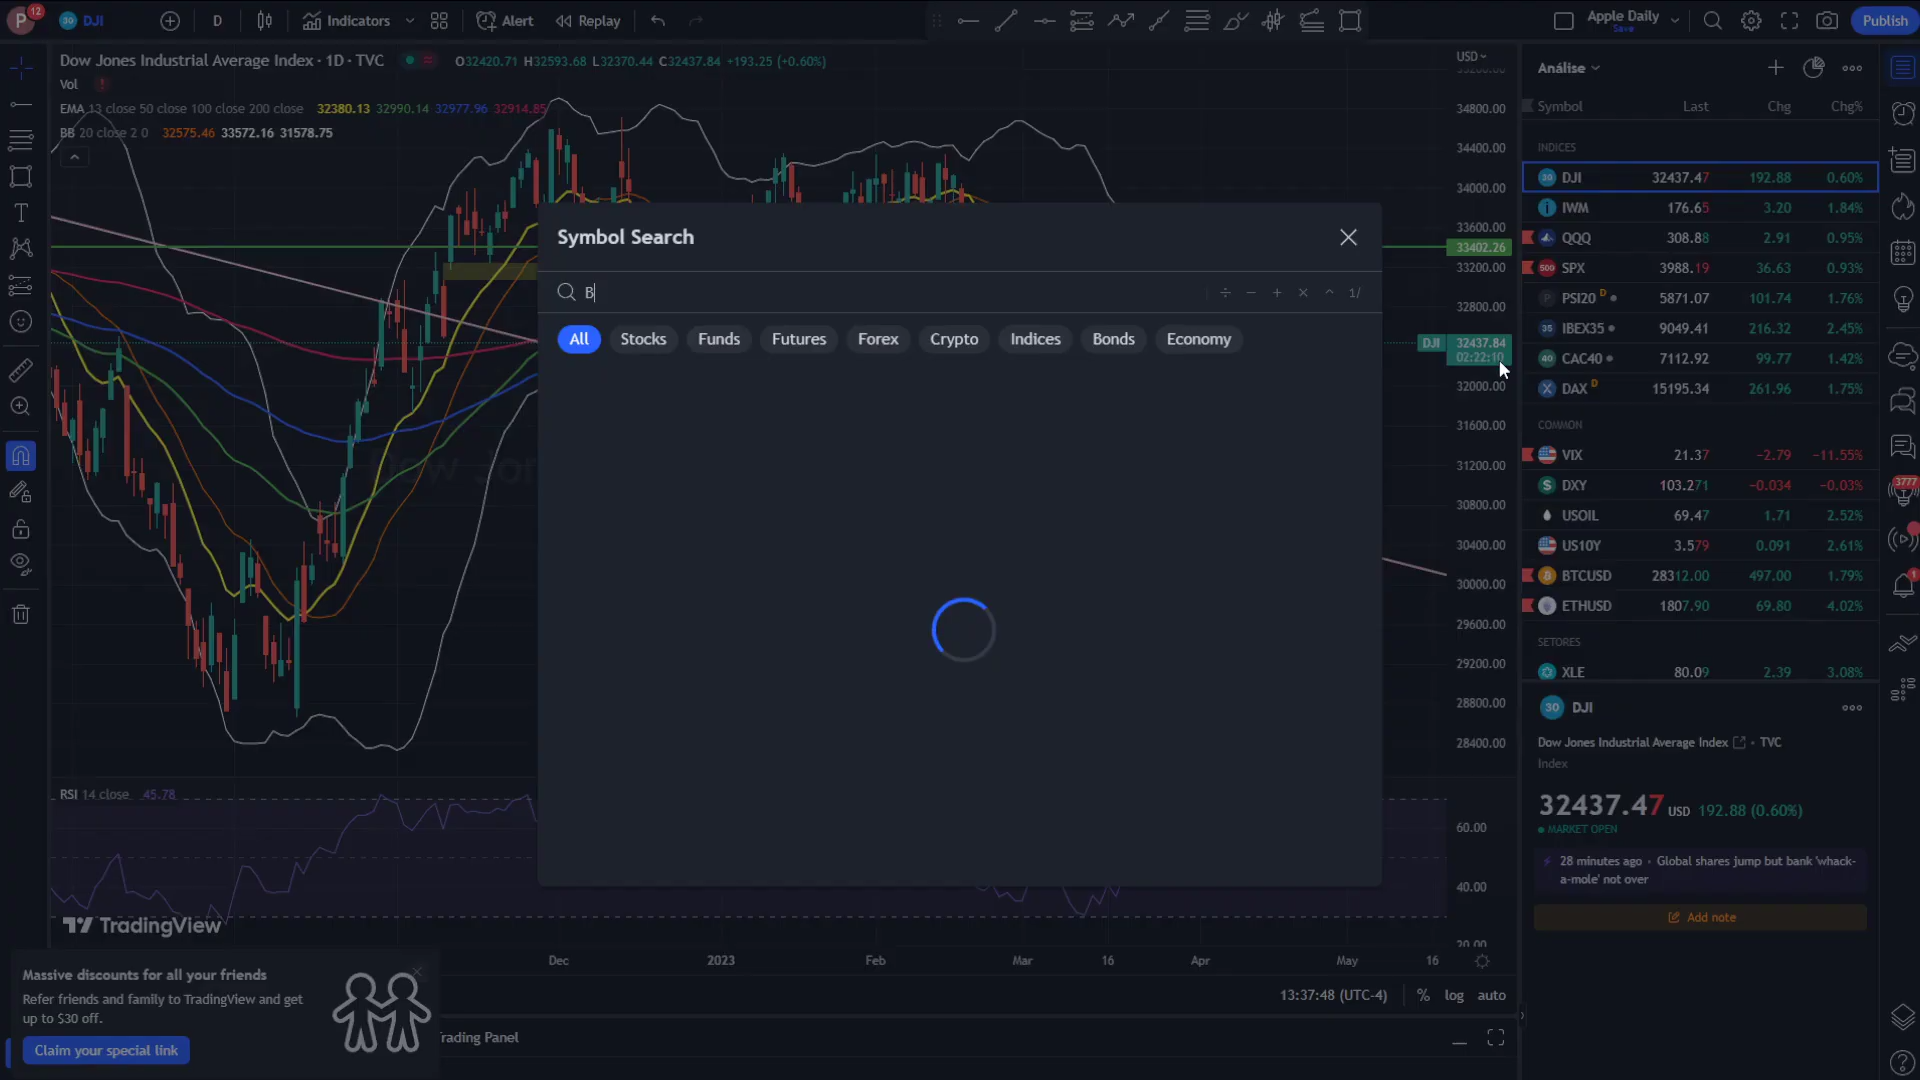 P 12 30 DJI D Indicators Alert Replay Apple Daily Save Publish
Dow Jones Industrial Average Index · 1D · TVC O32420.71 H32593.68 L32370.44 C32437.84 +193.25 (+0.60%)
Vol !
EMA 13 close 50 close 100 close 200 close 32380.13 32990.14 32977.96 32914.85
BB 20 close 2 0 32575.46 33572.16 31578.75
Symbol Search
B
÷ − + × ^ 1/
All Stocks Funds Futures Forex Crypto Indices Bonds Economy
USD
34800.00
34400.00
34000.00
33600.00
33402.26
33200.00
32800.00
DJI 32437.84
02:22:10
32000.00
31600.00
31200.00
30800.00
30400.00
30000.00
29600.00
29200.00
28800.00
28400.00
RSI 14 close 45.78
60.00
40.00
20.00
TradingView
Dec 2023 Feb Mar 16 Apr May 16
13:37:48 (UTC-4) % log auto
Trading Panel
Massive discounts for all your friends
Refer friends and family to TradingView and get
up to $30 off.
Claim your special link
Análise
Symbol Last Chg Chg%
INDICES
30 DJI 32437.47 192.88 0.60%
IWM 176.65 3.20 1.84%
QQQ 308.88 2.91 0.95%
500 SPX 3988.19 36.63 0.93%
P PSI20 D 5871.07 101.74 1.76%
35 IBEX35 9049.41 216.32 2.45%
40 CAC40 7112.92 99.77 1.42%
X DAX D 15195.34 261.96 1.75%
COMMON
VIX 21.37 −2.79 −11.55%
S DXY 103.271 −0.034 −0.03%
USOIL 69.47 1.71 2.52%
US10Y 3.579 0.091 2.61%
BTCUSD 28312.00 497.00 1.79%
ETHUSD 1807.90 69.80 4.02%
SETORES
XLE 80.09 2.39 3.08%
30 DJI
Dow Jones Industrial Average Index · TVC
Index
32437.47 USD 192.88 (0.60%)
MARKET OPEN
28 minutes ago · Global shares jump but bank 'whack-
a-mole' not over
Add note
3777
1